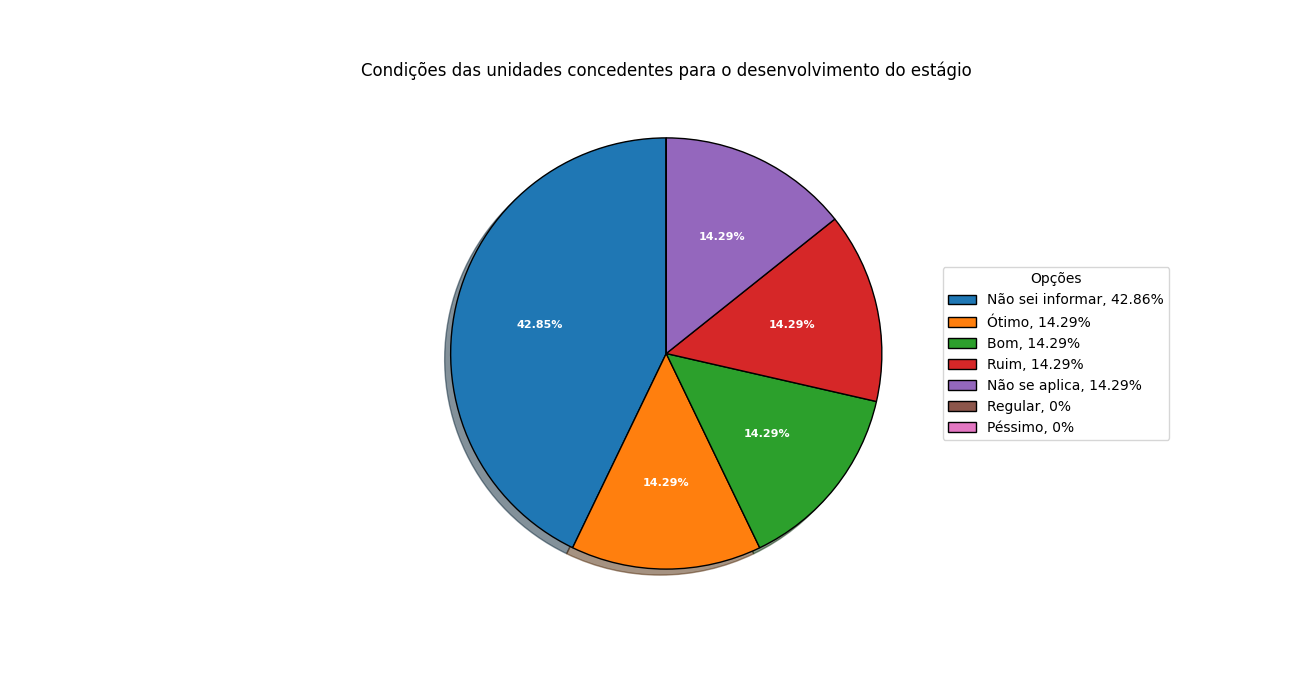 Condições das unidades concedentes para o desenvolvimento do estágio
14.29%
42.85%
14.29%
14.29%
14.29%
Opções
Não sei informar, 42.86%
Ótimo, 14.29%
Bom, 14.29%
Ruim, 14.29%
Não se aplica, 14.29%
Regular, 0%
Péssimo, 0%